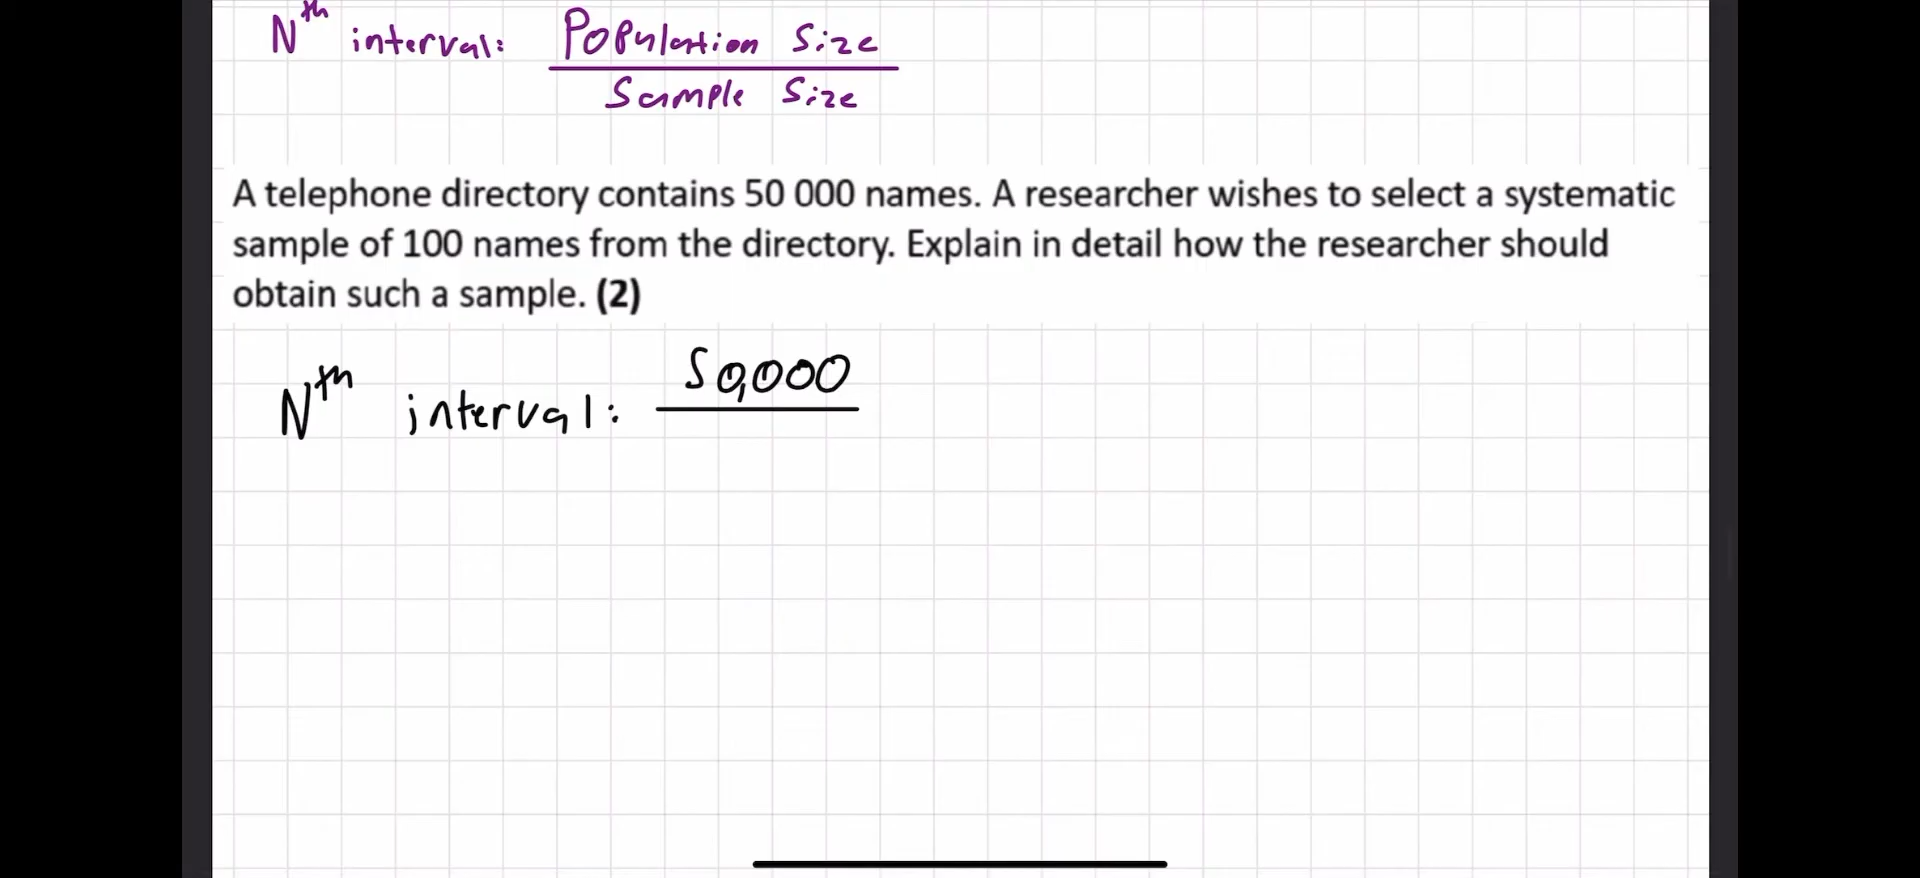 Nth interval: Population Size
Sample Size
A telephone directory contains 50 000 names. A researcher wishes to select a systematic
sample of 100 names from the directory. Explain in detail how the researcher should
obtain such a sample. (2)
Nth interval: 50,000